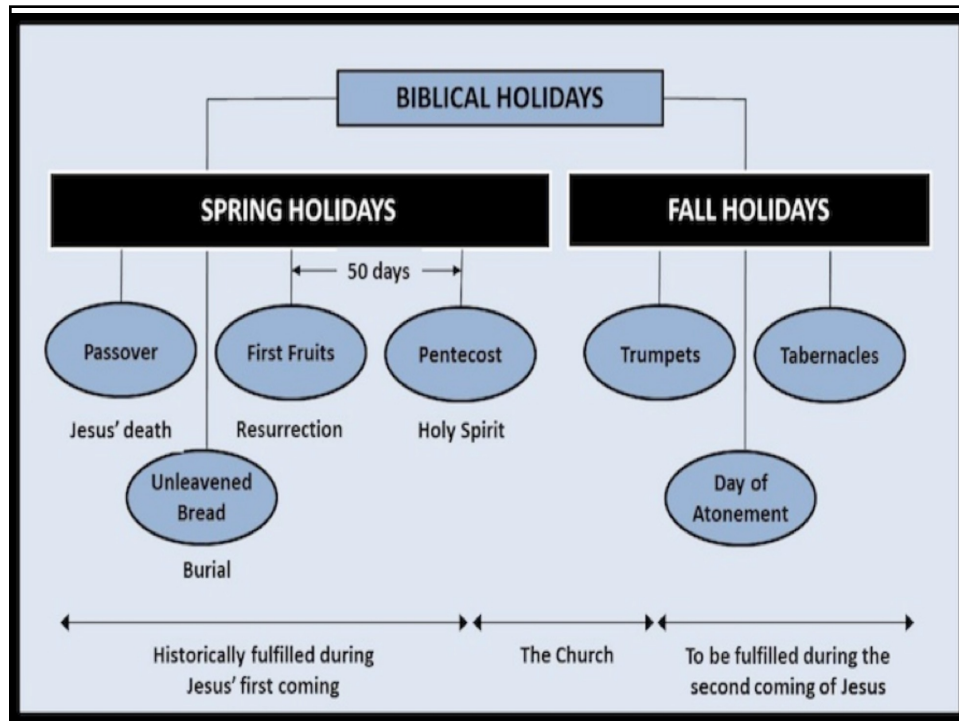 BIBLICAL HOLIDAYS
SPRING HOLIDAYS
FALL HOLIDAYS
50 days
Passover
First Fruits
Pentecost
Trumpets
Tabernacles
Jesus’ death
Resurrection
Holy Spirit
Unleavened
Bread
Day of
Atonement
Burial
Historically fulfilled during
Jesus’ first coming
The Church
To be fulfilled during the
second coming of Jesus